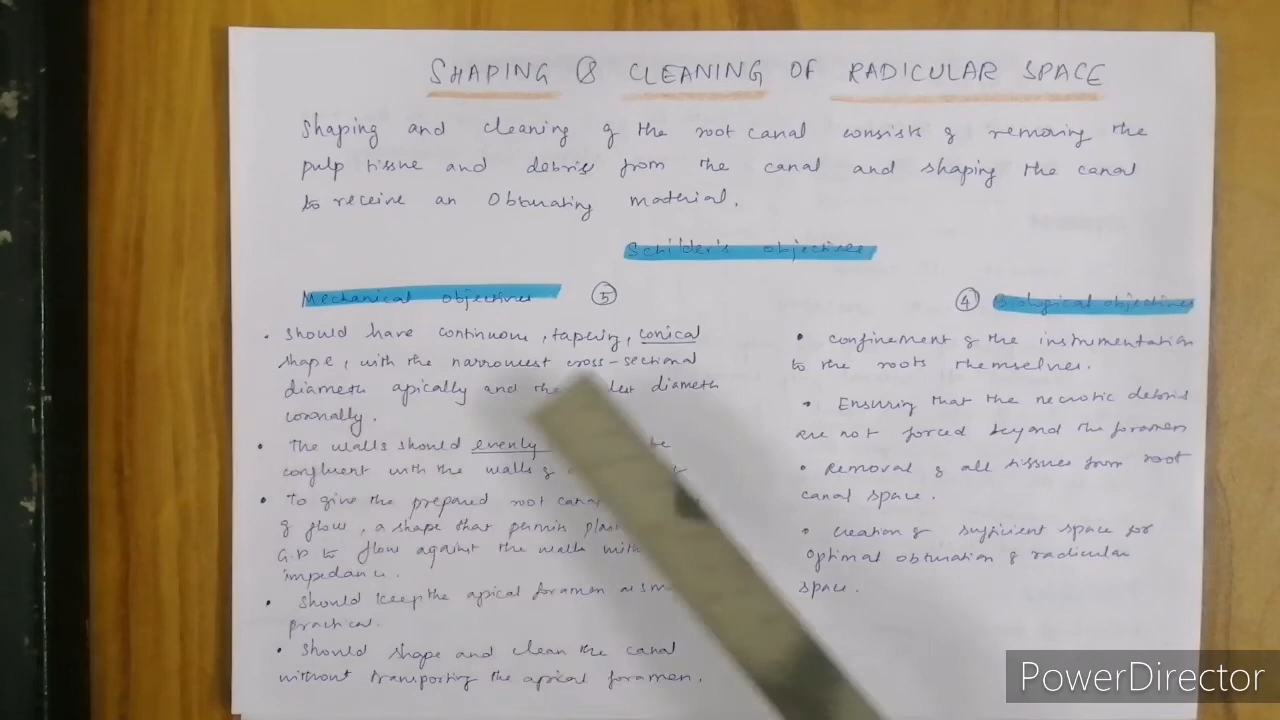 SHAPING & CLEANING OF RADICULAR SPACE
Shaping and cleaning of the root canal consists of removing the
pulp tissue and debris from the canal and shaping the canal
to receive an Obturating material.
Schilder's objectives
Mechanical objectives ⑤
• Should have continuous, tapering, conical
shape, with the narrowest cross-sectional
diameter apically and the diameter
coronally.
• The walls should evenly
confluent with the walls of
• To give the prepared root canal
of flow, a shape that permits
G.P to flow against the walls
impedance.
• Should keep the apical foramen as
practical.
• Should shape and clean the canal
without transporting the apical foramen.
④ Biological objectives
• confinement of the instrumentation
to the roots themselves.
• Ensuring that the necrotic debris
are not forced beyond the foramen
• Removal of all tissues from root
canal space.
• creation of sufficient space for
optimal obturation of radicular
space.
PowerDirector